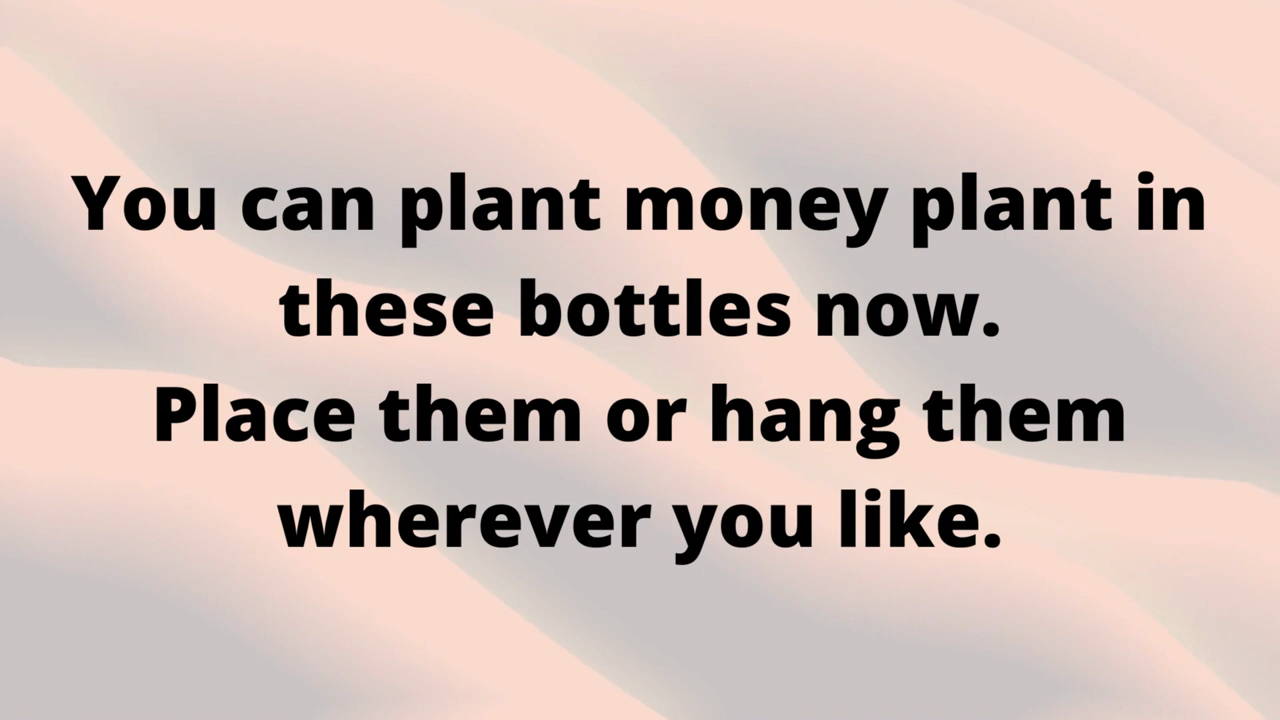 You can plant money plant in
these bottles now.
Place them or hang them
wherever you like.